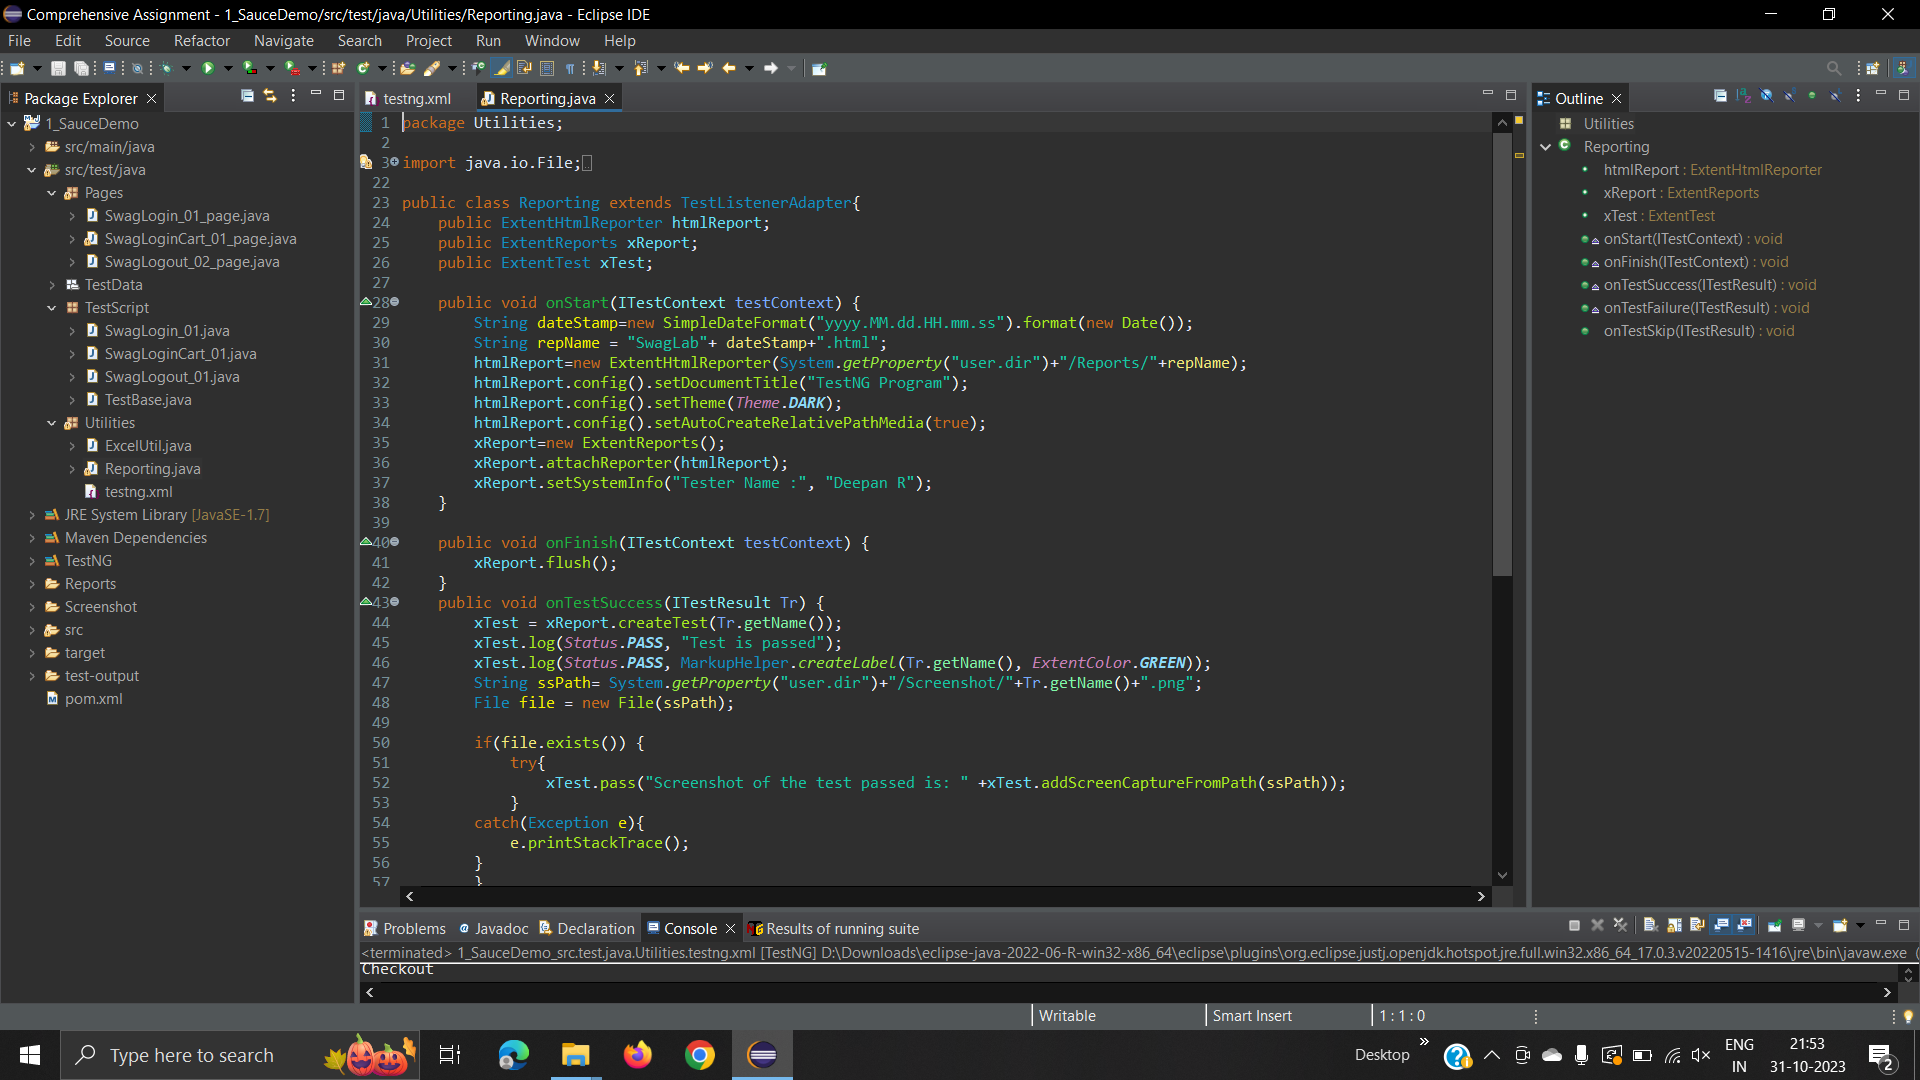 Comprehensive Assignment - 1_SauceDemo/src/test/java/Utilities/Reporting.java - Eclipse IDE
File Edit Source Refactor Navigate Search Project Run Window Help
Package Explorer
1_SauceDemo
src/main/java
src/test/java
Pages
SwagLogin_01_page.java
SwagLoginCart_01_page.java
SwagLogout_02_page.java
TestData
TestScript
SwagLogin_01.java
SwagLoginCart_01.java
SwagLogout_01.java
TestBase.java
Utilities
ExcelUtil.java
Reporting.java
testng.xml
JRE System Library [JavaSE-1.7]
Maven Dependencies
TestNG
Reports
Screenshot
src
target
test-output
pom.xml
testng.xml Reporting.java
1 package Utilities;
2
3 import java.io.File;
22
23 public class Reporting extends TestListenerAdapter{
24 public ExtentHtmlReporter htmlReport;
25 public ExtentReports xReport;
26 public ExtentTest xTest;
27
28 public void onStart(ITestContext testContext) {
29 String dateStamp=new SimpleDateFormat("yyyy.MM.dd.HH.mm.ss").format(new Date());
30 String repName = "SwagLab"+ dateStamp+".html";
31 htmlReport=new ExtentHtmlReporter(System.getProperty("user.dir")+"/Reports/"+repName);
32 htmlReport.config().setDocumentTitle("TestNG Program");
33 htmlReport.config().setTheme(Theme.DARK);
34 htmlReport.config().setAutoCreateRelativePathMedia(true);
35 xReport=new ExtentReports();
36 xReport.attachReporter(htmlReport);
37 xReport.setSystemInfo("Tester Name :", "Deepan R");
38 }
39
40 public void onFinish(ITestContext testContext) {
41 xReport.flush();
42 }
43 public void onTestSuccess(ITestResult Tr) {
44 xTest = xReport.createTest(Tr.getName());
45 xTest.log(Status.PASS, "Test is passed");
46 xTest.log(Status.PASS, MarkupHelper.createLabel(Tr.getName(), ExtentColor.GREEN));
47 String ssPath= System.getProperty("user.dir")+"/Screenshot/"+Tr.getName()+".png";
48 File file = new File(ssPath);
49
50 if(file.exists()) {
51 try{
52 xTest.pass("Screenshot of the test passed is: " +xTest.addScreenCaptureFromPath(ssPath));
53 }
54 catch(Exception e){
55 e.printStackTrace();
56 }
57 }
Outline
Utilities
Reporting
htmlReport : ExtentHtmlReporter
xReport : ExtentReports
xTest : ExtentTest
onStart(ITestContext) : void
onFinish(ITestContext) : void
onTestSuccess(ITestResult) : void
onTestFailure(ITestResult) : void
onTestSkip(ITestResult) : void
Problems Javadoc Declaration Console Results of running suite
<terminated> 1_SauceDemo_src.test.java.Utilities.testng.xml [TestNG] D:\Downloads\eclipse-java-2022-06-R-win32-x86_64\eclipse\plugins\org.eclipse.justj.openjdk.hotspot.jre.full.win32.x86_64_17.0.3.v20220515-1416\jre\bin\javaw.exe (
Checkout
Writable Smart Insert 1 : 1 : 0
Type here to search
Desktop
ENG
IN
21:53
31-10-2023
2